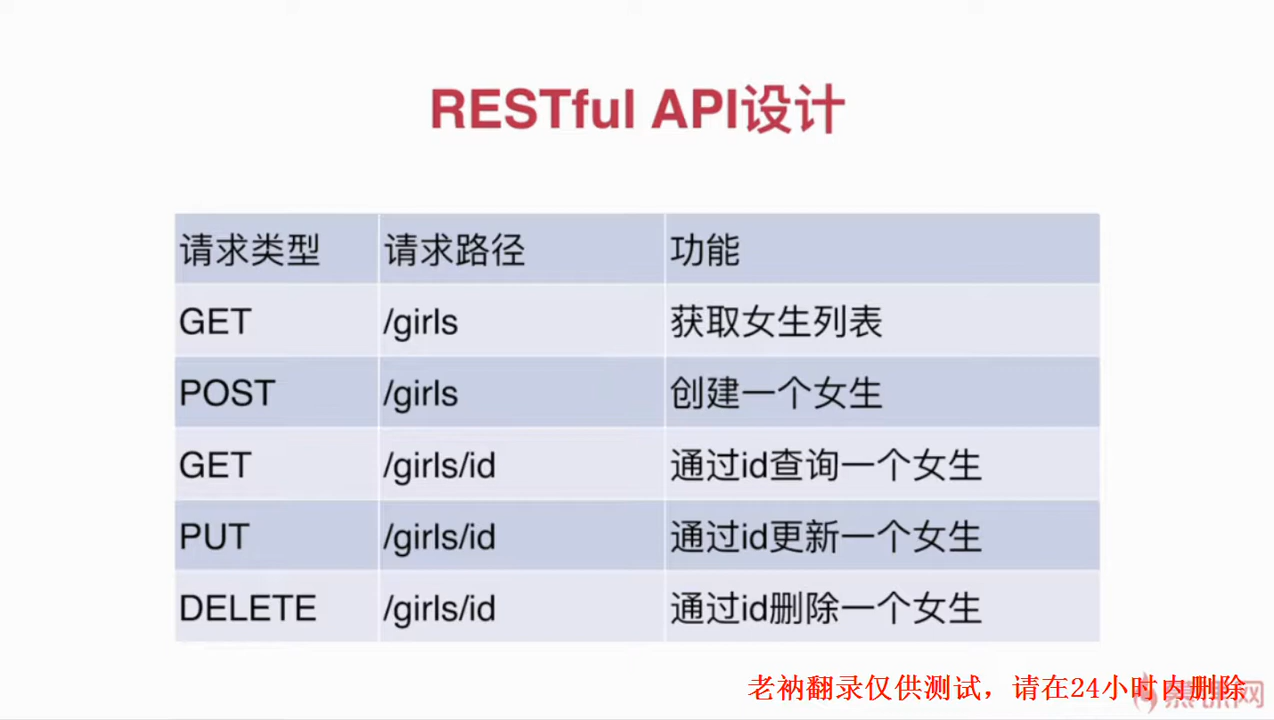 RESTful API设计
请求类型 请求路径 功能
GET /girls 获取女生列表
POST /girls 创建一个女生
GET /girls/id 通过id查询一个女生
PUT /girls/id 通过id更新一个女生
DELETE /girls/id 通过id删除一个女生
老衲翻录仅供测试，请在24小时内删除
慕课网